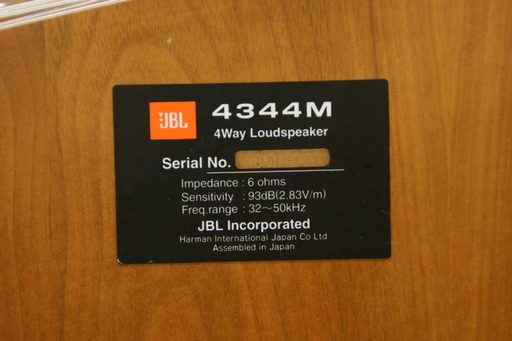 JBL 4344M
4Way Loudspeaker
Serial No.
Impedance : 6 ohms
Sensitivity : 93dB(2.83V/m)
Freq.range : 32～50kHz
JBL Incorporated
Harman International Japan Co Ltd
Assembled in Japan